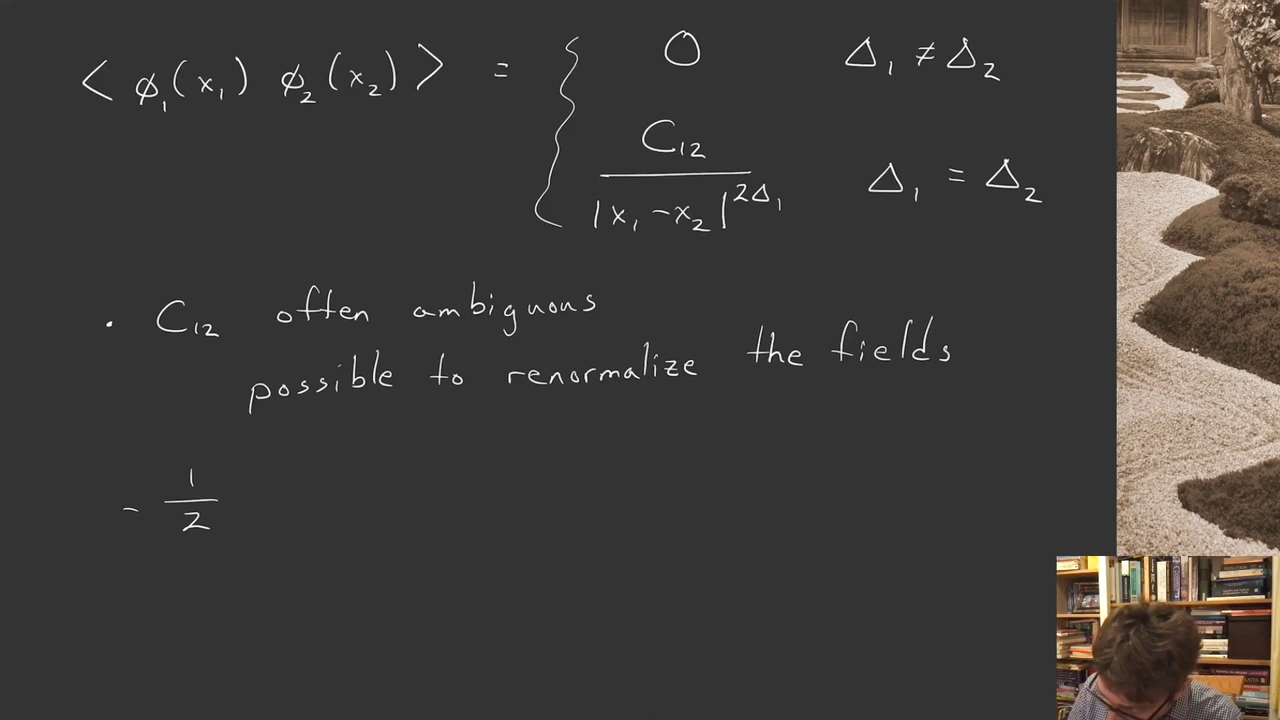 < ϕ₁(x₁) ϕ₂(x₂) > = { 0 Δ₁ ≠ Δ₂
C₁₂ / |x₁ - x₂|^{2Δ₁} Δ₁ = Δ₂
• C₁₂ often ambiguous
possible to renormalize the fields
- 1/2